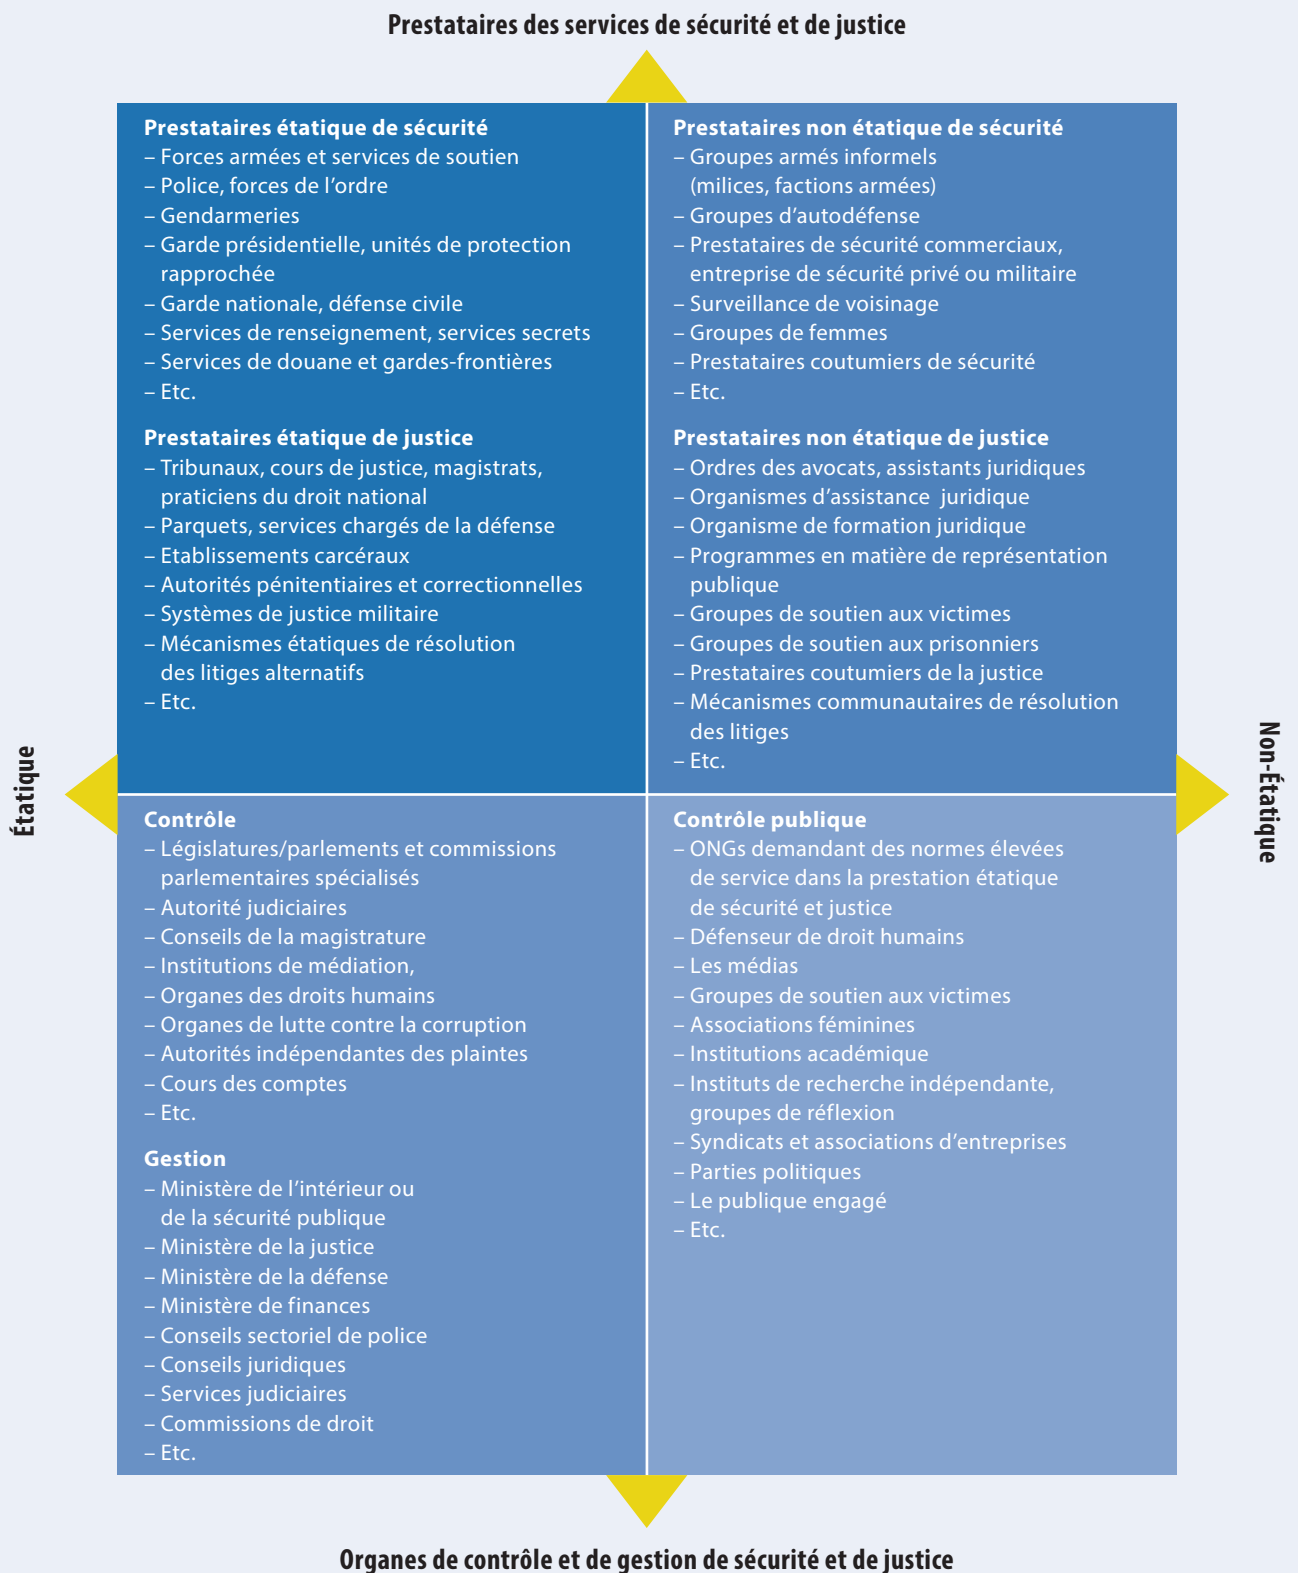 Prestataires des services de sécurité et de justice
Prestataires étatique de sécurité
– Forces armées et services de soutien
– Police, forces de l’ordre
– Gendarmeries
– Garde présidentielle, unités de protection
rapprochée
– Garde nationale, défense civile
– Services de renseignement, services secrets
– Services de douane et gardes-frontières
– Etc.
Prestataires étatique de justice
– Tribunaux, cours de justice, magistrats,
praticiens du droit national
– Parquets, services chargés de la défense
– Etablissements carcéraux
– Autorités pénitentiaires et correctionnelles
– Systèmes de justice militaire
– Mécanismes étatiques de résolution
des litiges alternatifs
– Etc.
Prestataires non étatique de sécurité
– Groupes armés informels
(milices, factions armées)
– Groupes d’autodéfense
– Prestataires de sécurité commerciaux,
entreprise de sécurité privé ou militaire
– Surveillance de voisinage
– Groupes de femmes
– Prestataires coutumiers de sécurité
– Etc.
Prestataires non étatique de justice
– Ordres des avocats, assistants juridiques
– Organismes d’assistance juridique
– Organisme de formation juridique
– Programmes en matière de représentation
publique
– Groupes de soutien aux victimes
– Groupes de soutien aux prisonniers
– Prestataires coutumiers de la justice
– Mécanismes communautaires de résolution
des litiges
– Etc.
Étatique
Non-Étatique
Contrôle
– Législatures/parlements et commissions
parlementaires spécialisés
– Autorité judiciaires
– Conseils de la magistrature
– Institutions de médiation,
– Organes des droits humains
– Organes de lutte contre la corruption
– Autorités indépendantes des plaintes
– Cours des comptes
– Etc.
Gestion
– Ministère de l’intérieur ou
de la sécurité publique
– Ministère de la justice
– Ministère de la défense
– Ministère de finances
– Conseils sectoriel de police
– Conseils juridiques
– Services judiciaires
– Commissions de droit
– Etc.
Contrôle publique
– ONGs demandant des normes élevées
de service dans la prestation étatique
de sécurité et justice
– Défenseur de droit humains
– Les médias
– Groupes de soutien aux victimes
– Associations féminines
– Institutions académique
– Instituts de recherche indépendante,
groupes de réflexion
– Syndicats et associations d’entreprises
– Parties politiques
– Le publique engagé
– Etc.
Organes de contrôle et de gestion de sécurité et de justice